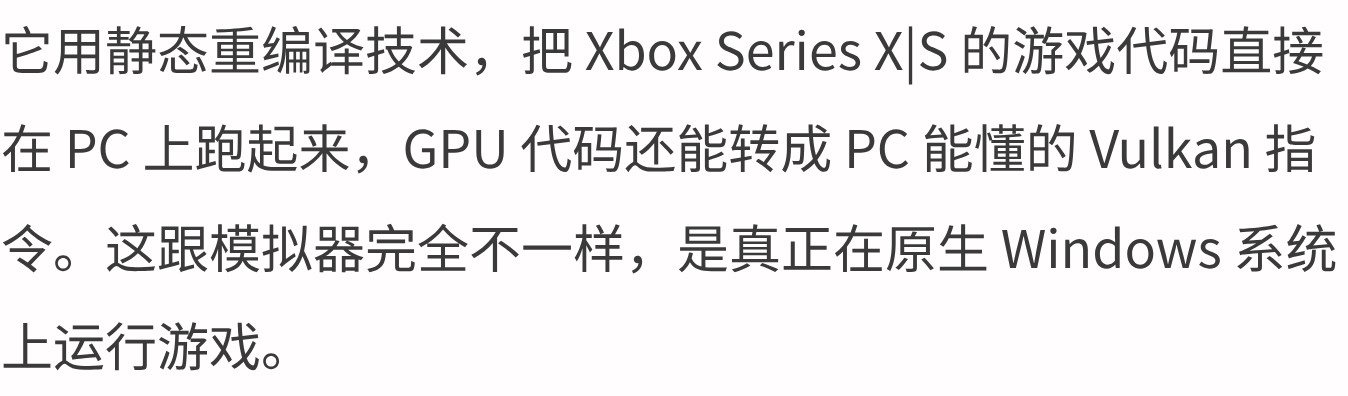 它用静态重编译技术，把 Xbox Series X|S 的游戏代码直接
在 PC 上跑起来，GPU 代码还能转成 PC 能懂的 Vulkan 指
令。这跟模拟器完全不一样，是真正在原生 Windows 系统
上运行游戏。